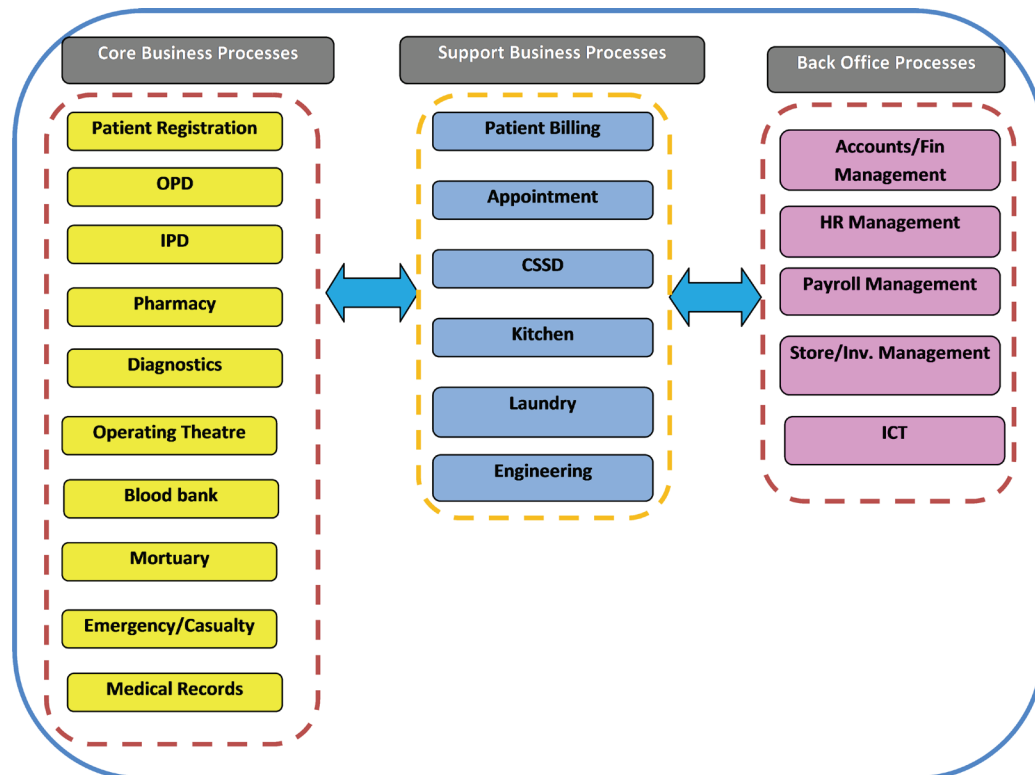 Core Business Processes
Patient Registration
OPD
IPD
Pharmacy
Diagnostics
Operating Theatre
Blood bank
Mortuary
Emergency/Casualty
Medical Records
Support Business Processes
Patient Billing
Appointment
CSSD
Kitchen
Laundry
Engineering
Back Office Processes
Accounts/Fin
Management
HR Management
Payroll Management
Store/Inv. Management
ICT